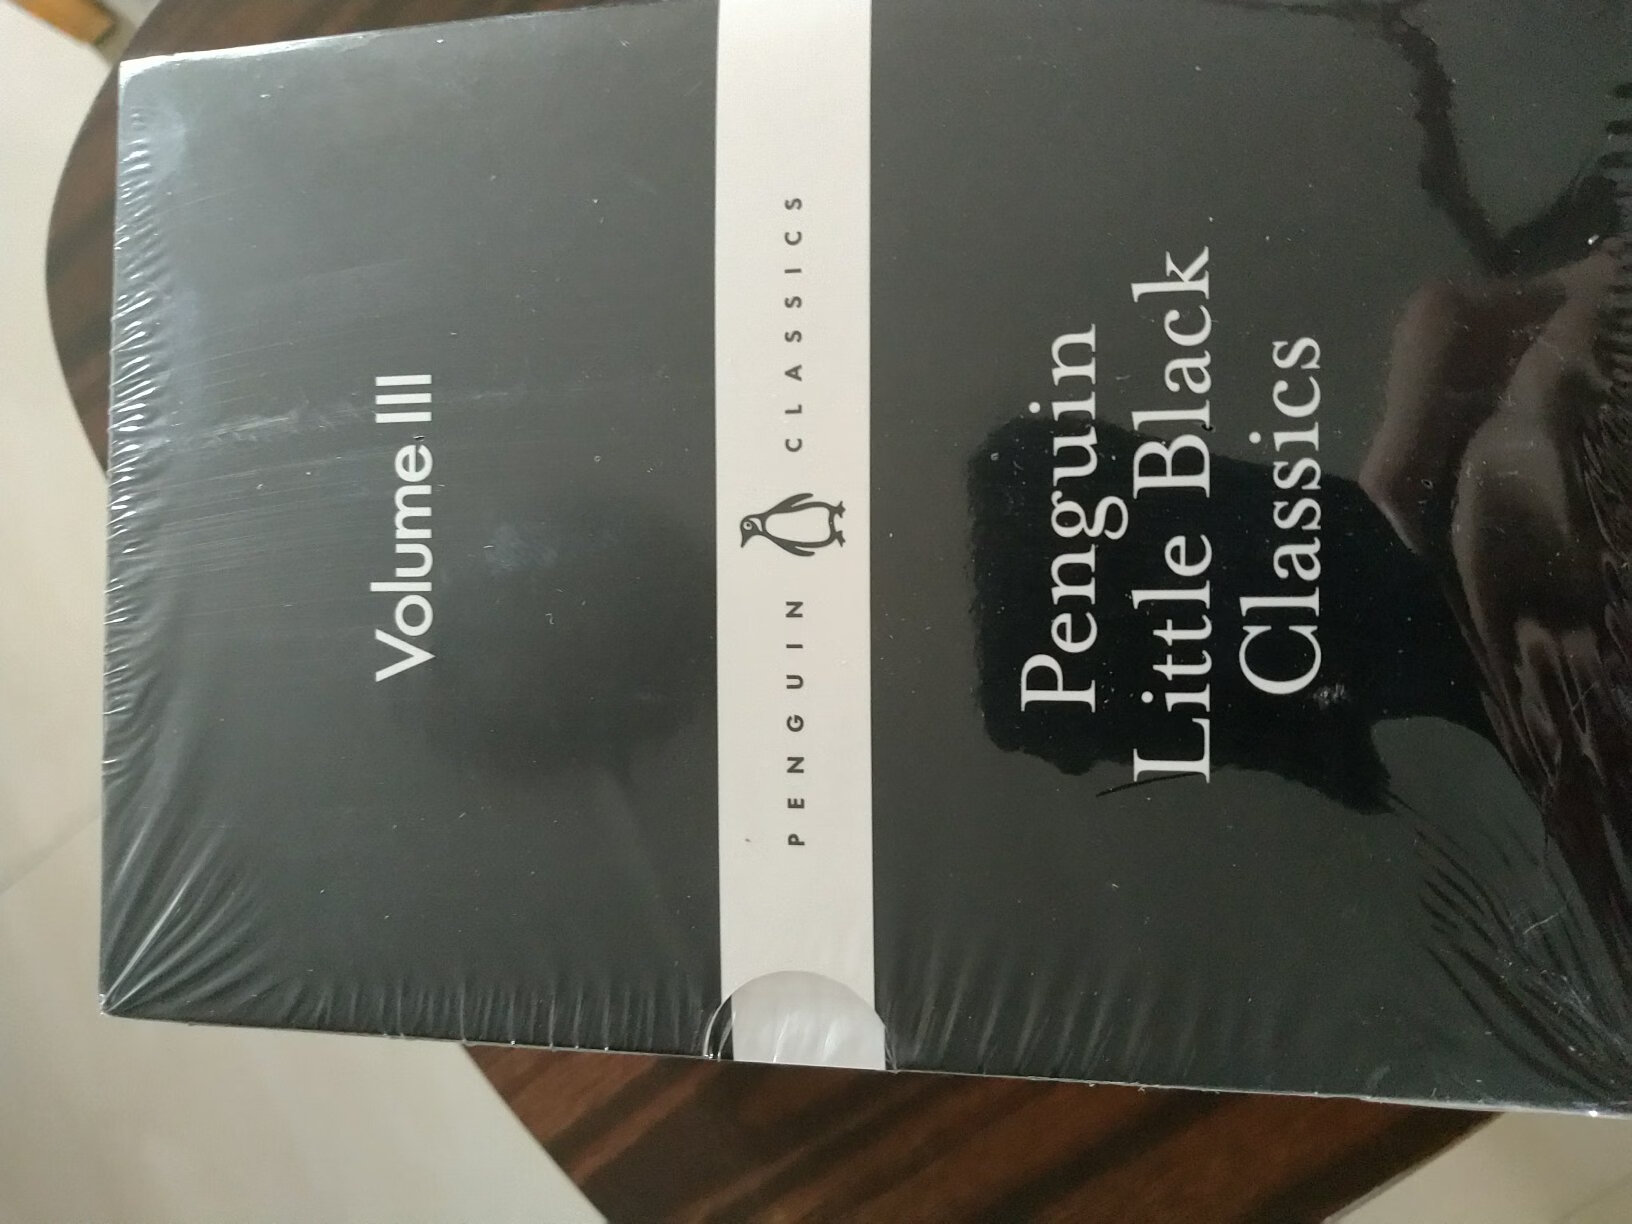 Volume III
PENGUIN CLASSICS
Penguin
Little Black
Classics